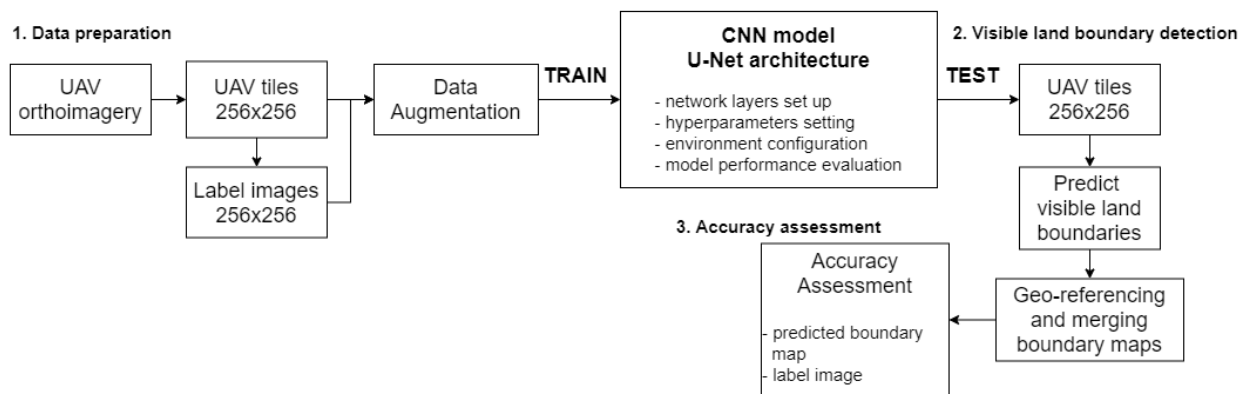 1. Data preparation
UAV
orthoimagery
UAV tiles
256x256
Label images
256x256
Data
Augmentation
TRAIN
CNN model
U-Net architecture
- network layers set up
- hyperparameters setting
- environment configuration
- model performance evaluation
2. Visible land boundary detection
TEST
UAV tiles
256x256
Predict
visible land
boundaries
Geo-referencing
and merging
boundary maps
3. Accuracy assessment
Accuracy
Assessment
- predicted boundary
map
- label image